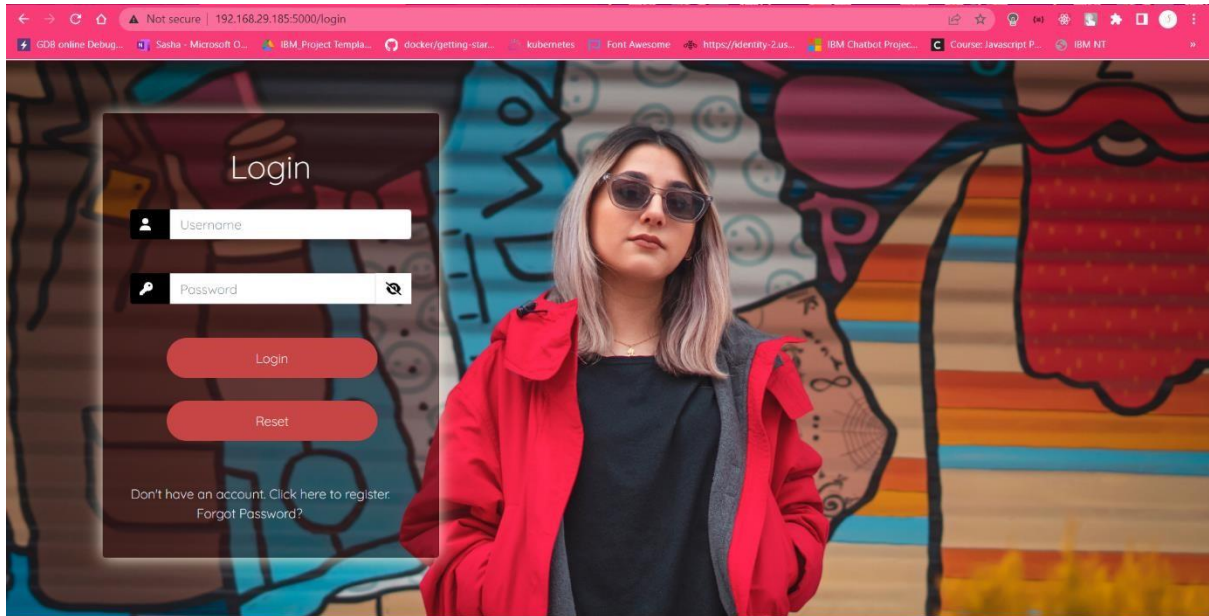 Not secure | 192.168.29.185:5000/login
GDB online Debug... Sasha - Microsoft O... IBM_Project Templa... docker/getting-star... kubernetes Font Awesome https://identity-2.us... IBM Chatbot Projec... Course: Javascript P... IBM NT »
Login
Username
Password
Login
Reset
Don't have an account. Click here to register.
Forgot Password?
P